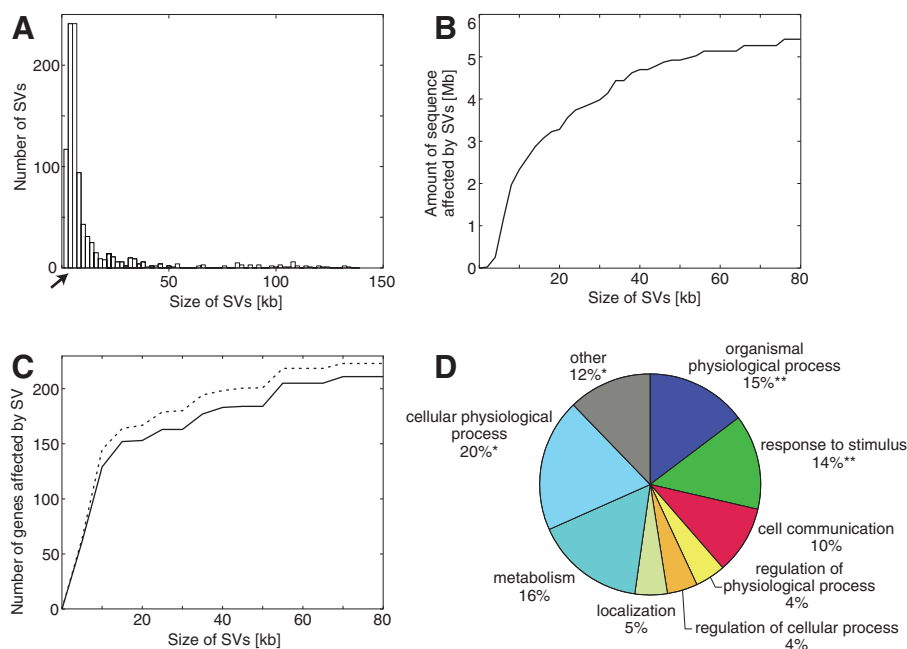 A
Number of SVs
200
100
0
50
100
150
Size of SVs [kb]
B
Amount of sequence
affected by SVs [Mb]
6
5
4
3
2
1
0
20
40
60
80
Size of SVs [kb]
C
Number of genes affected by SV
200
150
100
50
0
20
40
60
80
Size of SVs [kb]
D
other
12%*
organismal
physiological process
15%**
cellular physiological
process
20%*
response to stimulus
14%**
cell communication
10%
metabolism
16%
regulation of
physiological process
4%
localization
5%
regulation of cellular process
4%